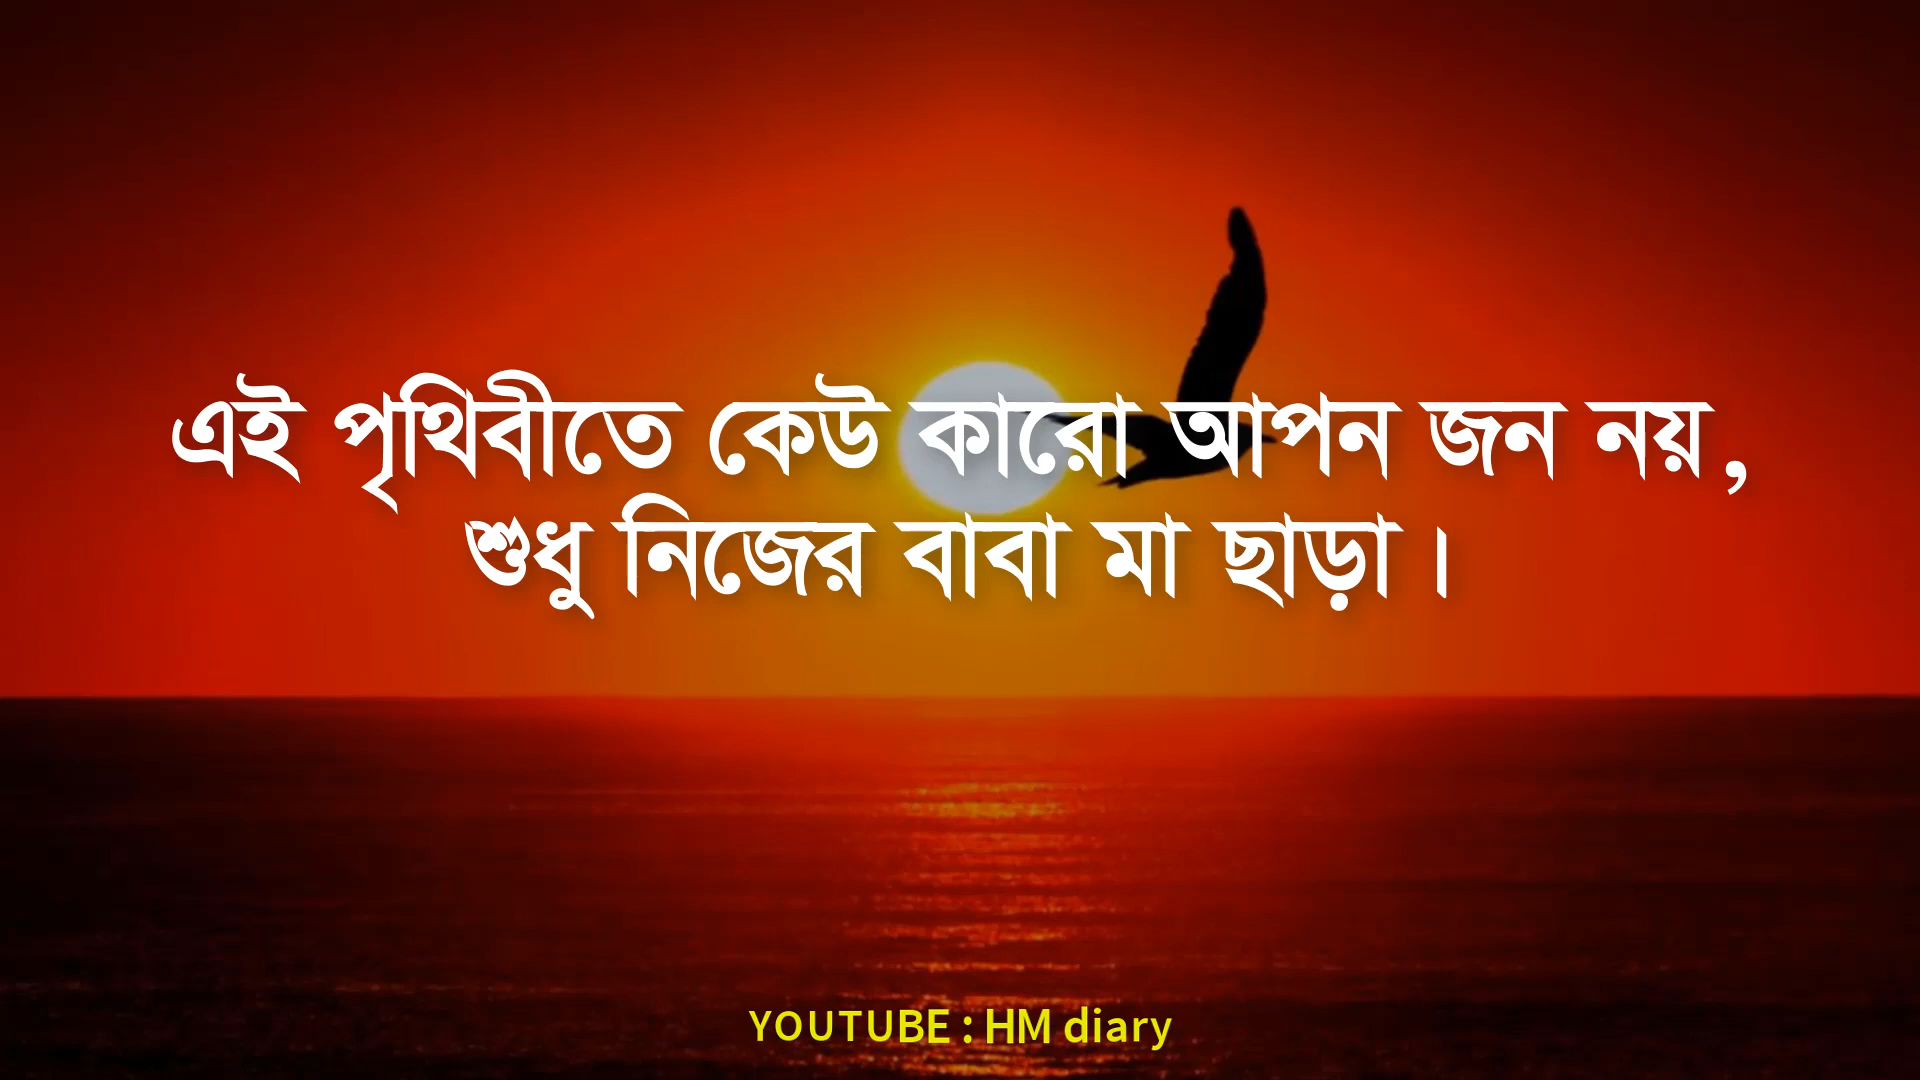 এই পৃথিবীতে কেউ কারো আপন জন নয়,
শুধু নিজের বাবা মা ছাড়া।
YOUTUBE : HM diary